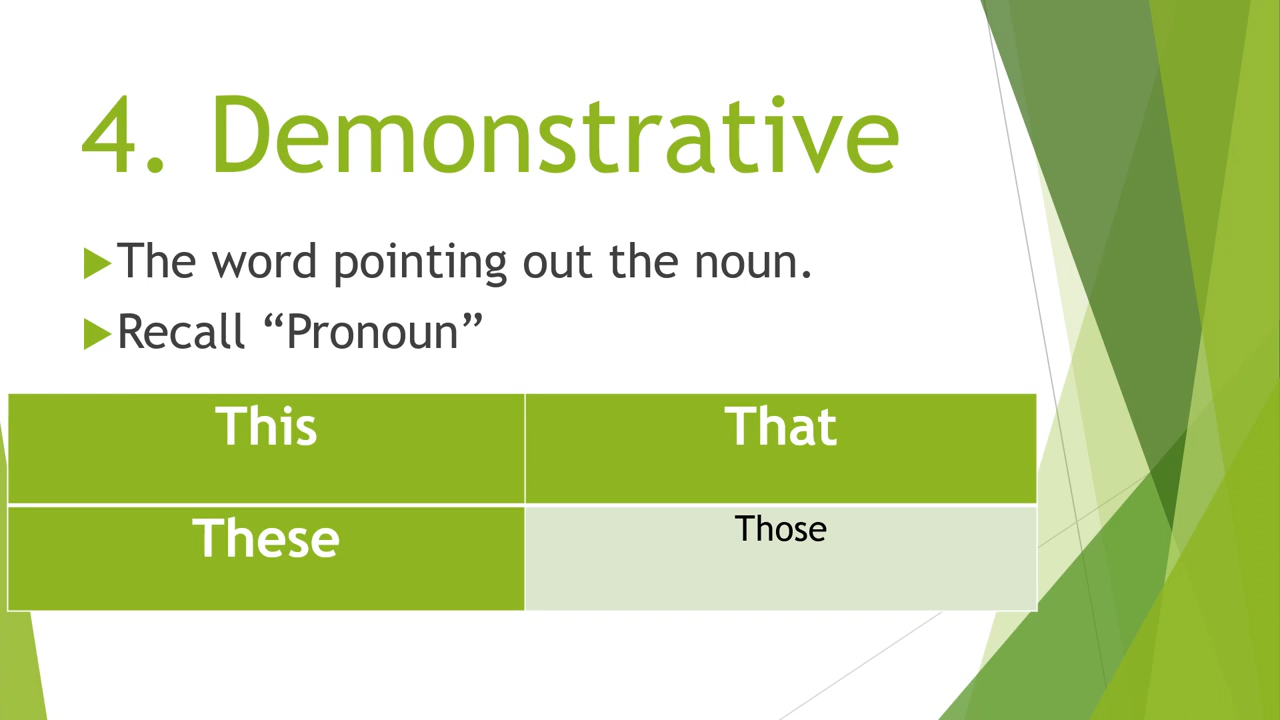 4. Demonstrative
The word pointing out the noun.
Recall “Pronoun”
This That
These Those